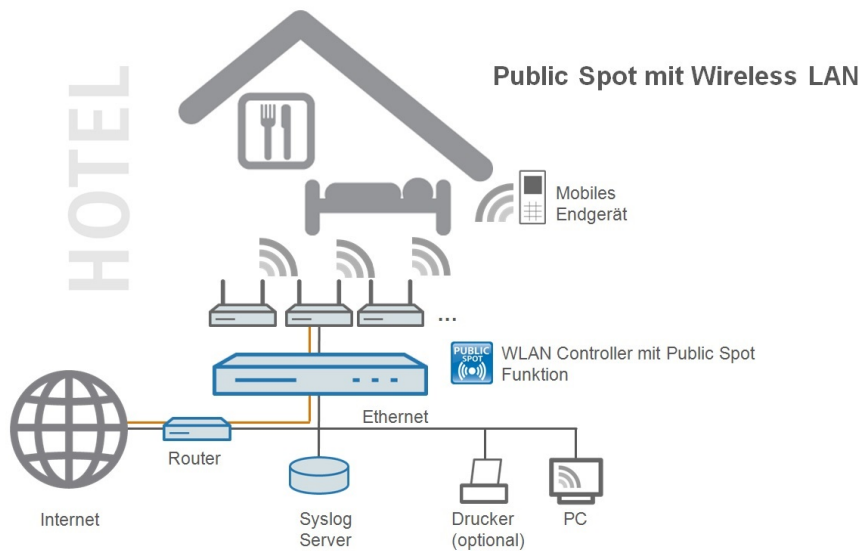 HOTEL
Public Spot mit Wireless LAN
Mobiles
Endgerät
...
PUBLIC
SPOT
WLAN Controller mit Public Spot
Funktion
Ethernet
Router
Internet
Syslog
Server
Drucker
(optional)
PC